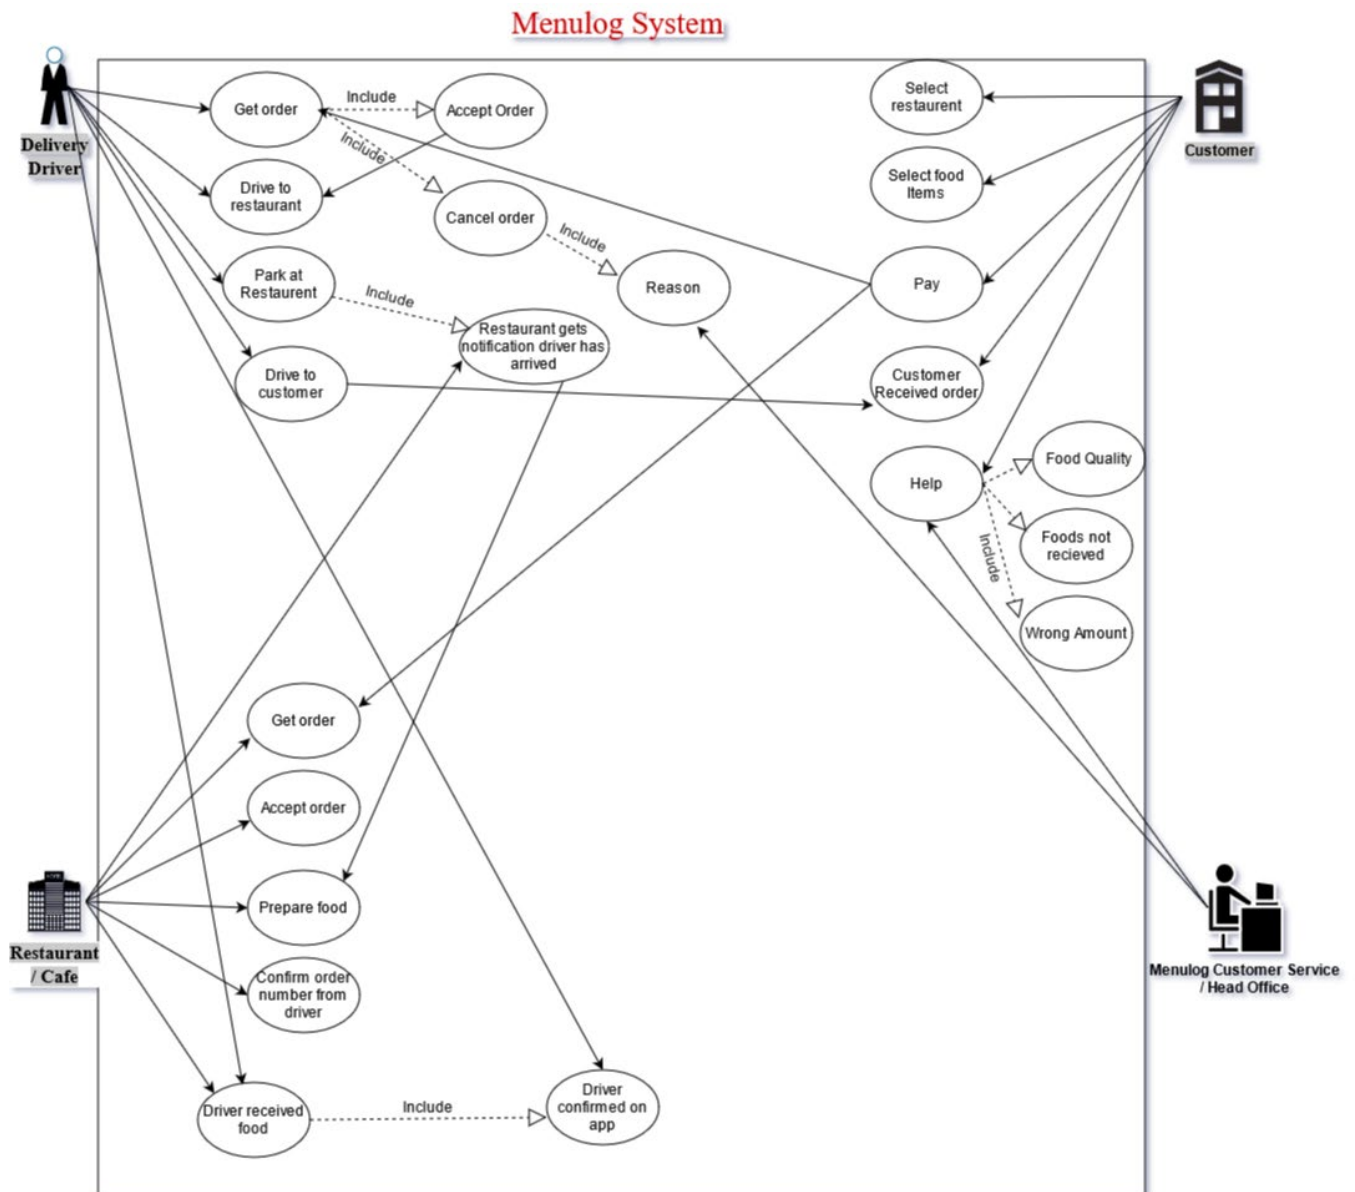 Menulog System
Delivery
Driver
Customer
Get order
Include
Accept Order
Include
Drive to
restaurant
Cancel order
Include
Reason
Park at
Restaurent
Include
Restaurant gets
notification driver has
arrived
Drive to
customer
Select
restaurent
Select food
Items
Pay
Customer
Received order
Help
Food Quality
Foods not
recieved
Include
Wrong Amount
Get order
Accept order
Prepare food
Confirm order
number from
driver
Driver received
food
Include
Driver
confirmed on
app
Restaurant
/ Cafe
Menulog Customer Service
/ Head Office